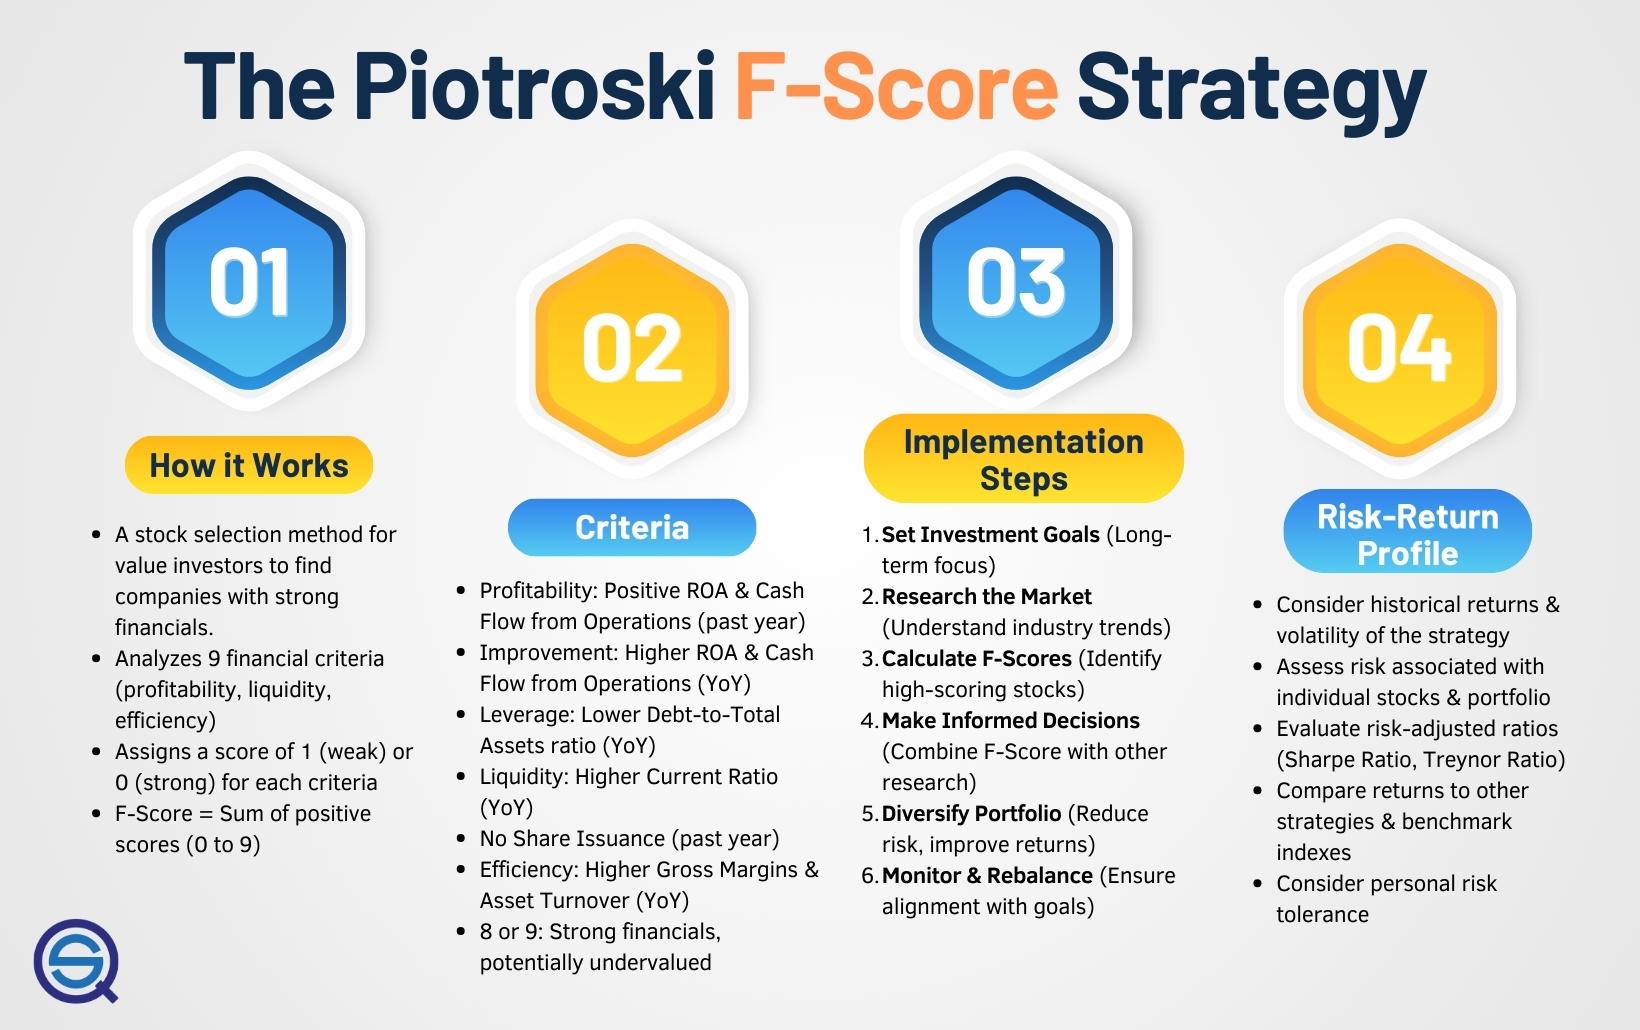 The Piotroski F-Score Strategy
01
How it Works
• A stock selection method for
value investors to find
companies with strong
financials.
• Analyzes 9 financial criteria
(profitability, liquidity,
efficiency)
• Assigns a score of 1 (weak) or
0 (strong) for each criteria
• F-Score = Sum of positive
scores (0 to 9)
02
Criteria
• Profitability: Positive ROA & Cash
Flow from Operations (past year)
• Improvement: Higher ROA & Cash
Flow from Operations (YoY)
• Leverage: Lower Debt-to-Total
Assets ratio (YoY)
• Liquidity: Higher Current Ratio
(YoY)
• No Share Issuance (past year)
• Efficiency: Higher Gross Margins &
Asset Turnover (YoY)
• 8 or 9: Strong financials,
potentially undervalued
03
Implementation
Steps
1. Set Investment Goals (Long-
term focus)
2. Research the Market
(Understand industry trends)
3. Calculate F-Scores (Identify
high-scoring stocks)
4. Make Informed Decisions
(Combine F-Score with other
research)
5. Diversify Portfolio (Reduce
risk, improve returns)
6. Monitor & Rebalance (Ensure
alignment with goals)
04
Risk-Return
Profile
• Consider historical returns &
volatility of the strategy
• Assess risk associated with
individual stocks & portfolio
• Evaluate risk-adjusted ratios
(Sharpe Ratio, Treynor Ratio)
• Compare returns to other
strategies & benchmark
indexes
• Consider personal risk
tolerance